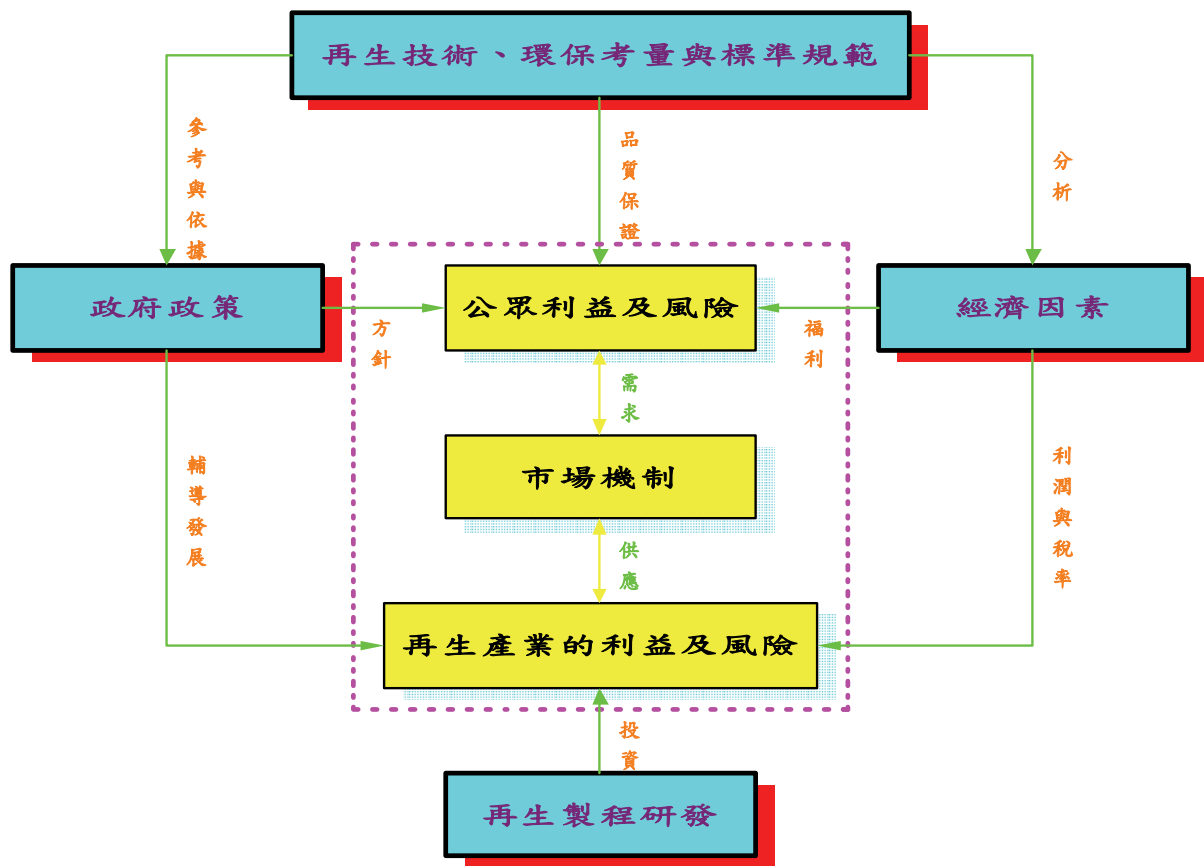 再生技術、環保考量與標準規範
參考與依據
品質保證
分析
政府政策
公眾利益及風險
經濟因素
方針
福利
需求
市場機制
輔導發展
利潤與稅率
供應
再生產業的利益及風險
投資
再生製程研發